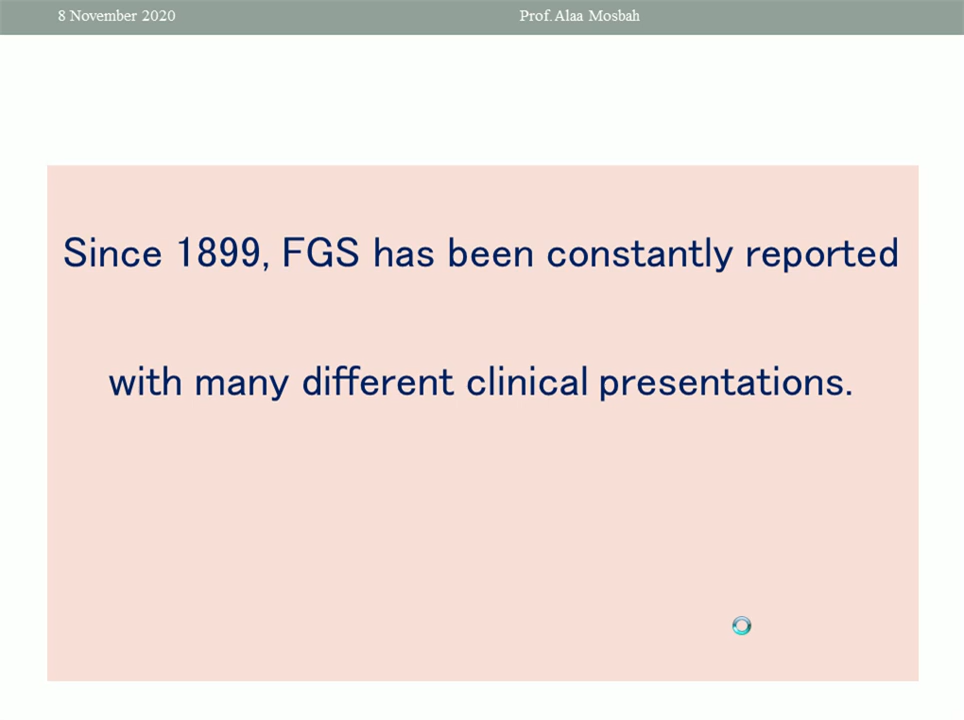 8 November 2020 Prof.Alaa Mosbah
Since 1899, FGS has been constantly reported
with many different clinical presentations.